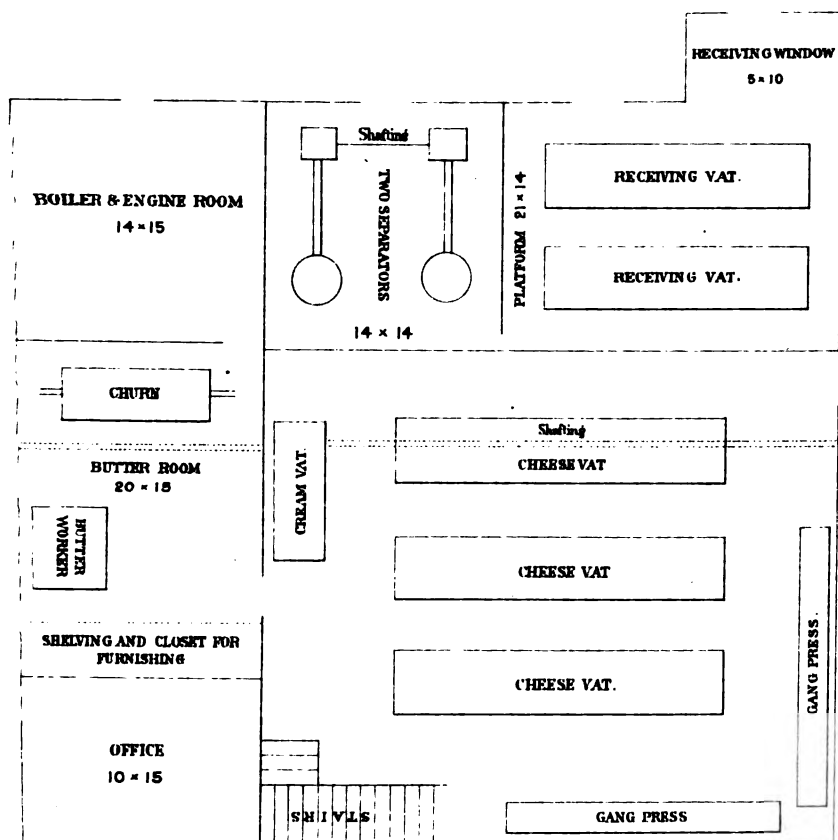 RECEIVING WINDOW
5 × 10
Shafting
TWO SEPARATORS
14 × 14
PLATFORM 21 × 14
RECEIVING VAT.
RECEIVING VAT.
BOILER & ENGINE ROOM
14 × 15
CHURN
BUTTER ROOM
20 × 15
BUTTER
WORKER
CREAM VAT.
Shafting
CHEESE VAT
CHEESE VAT
CHEESE VAT.
GANG PRESS.
SHELVING AND CLOSET FOR
FURNISHING
OFFICE
10 × 15
STAIRS
GANG PRESS